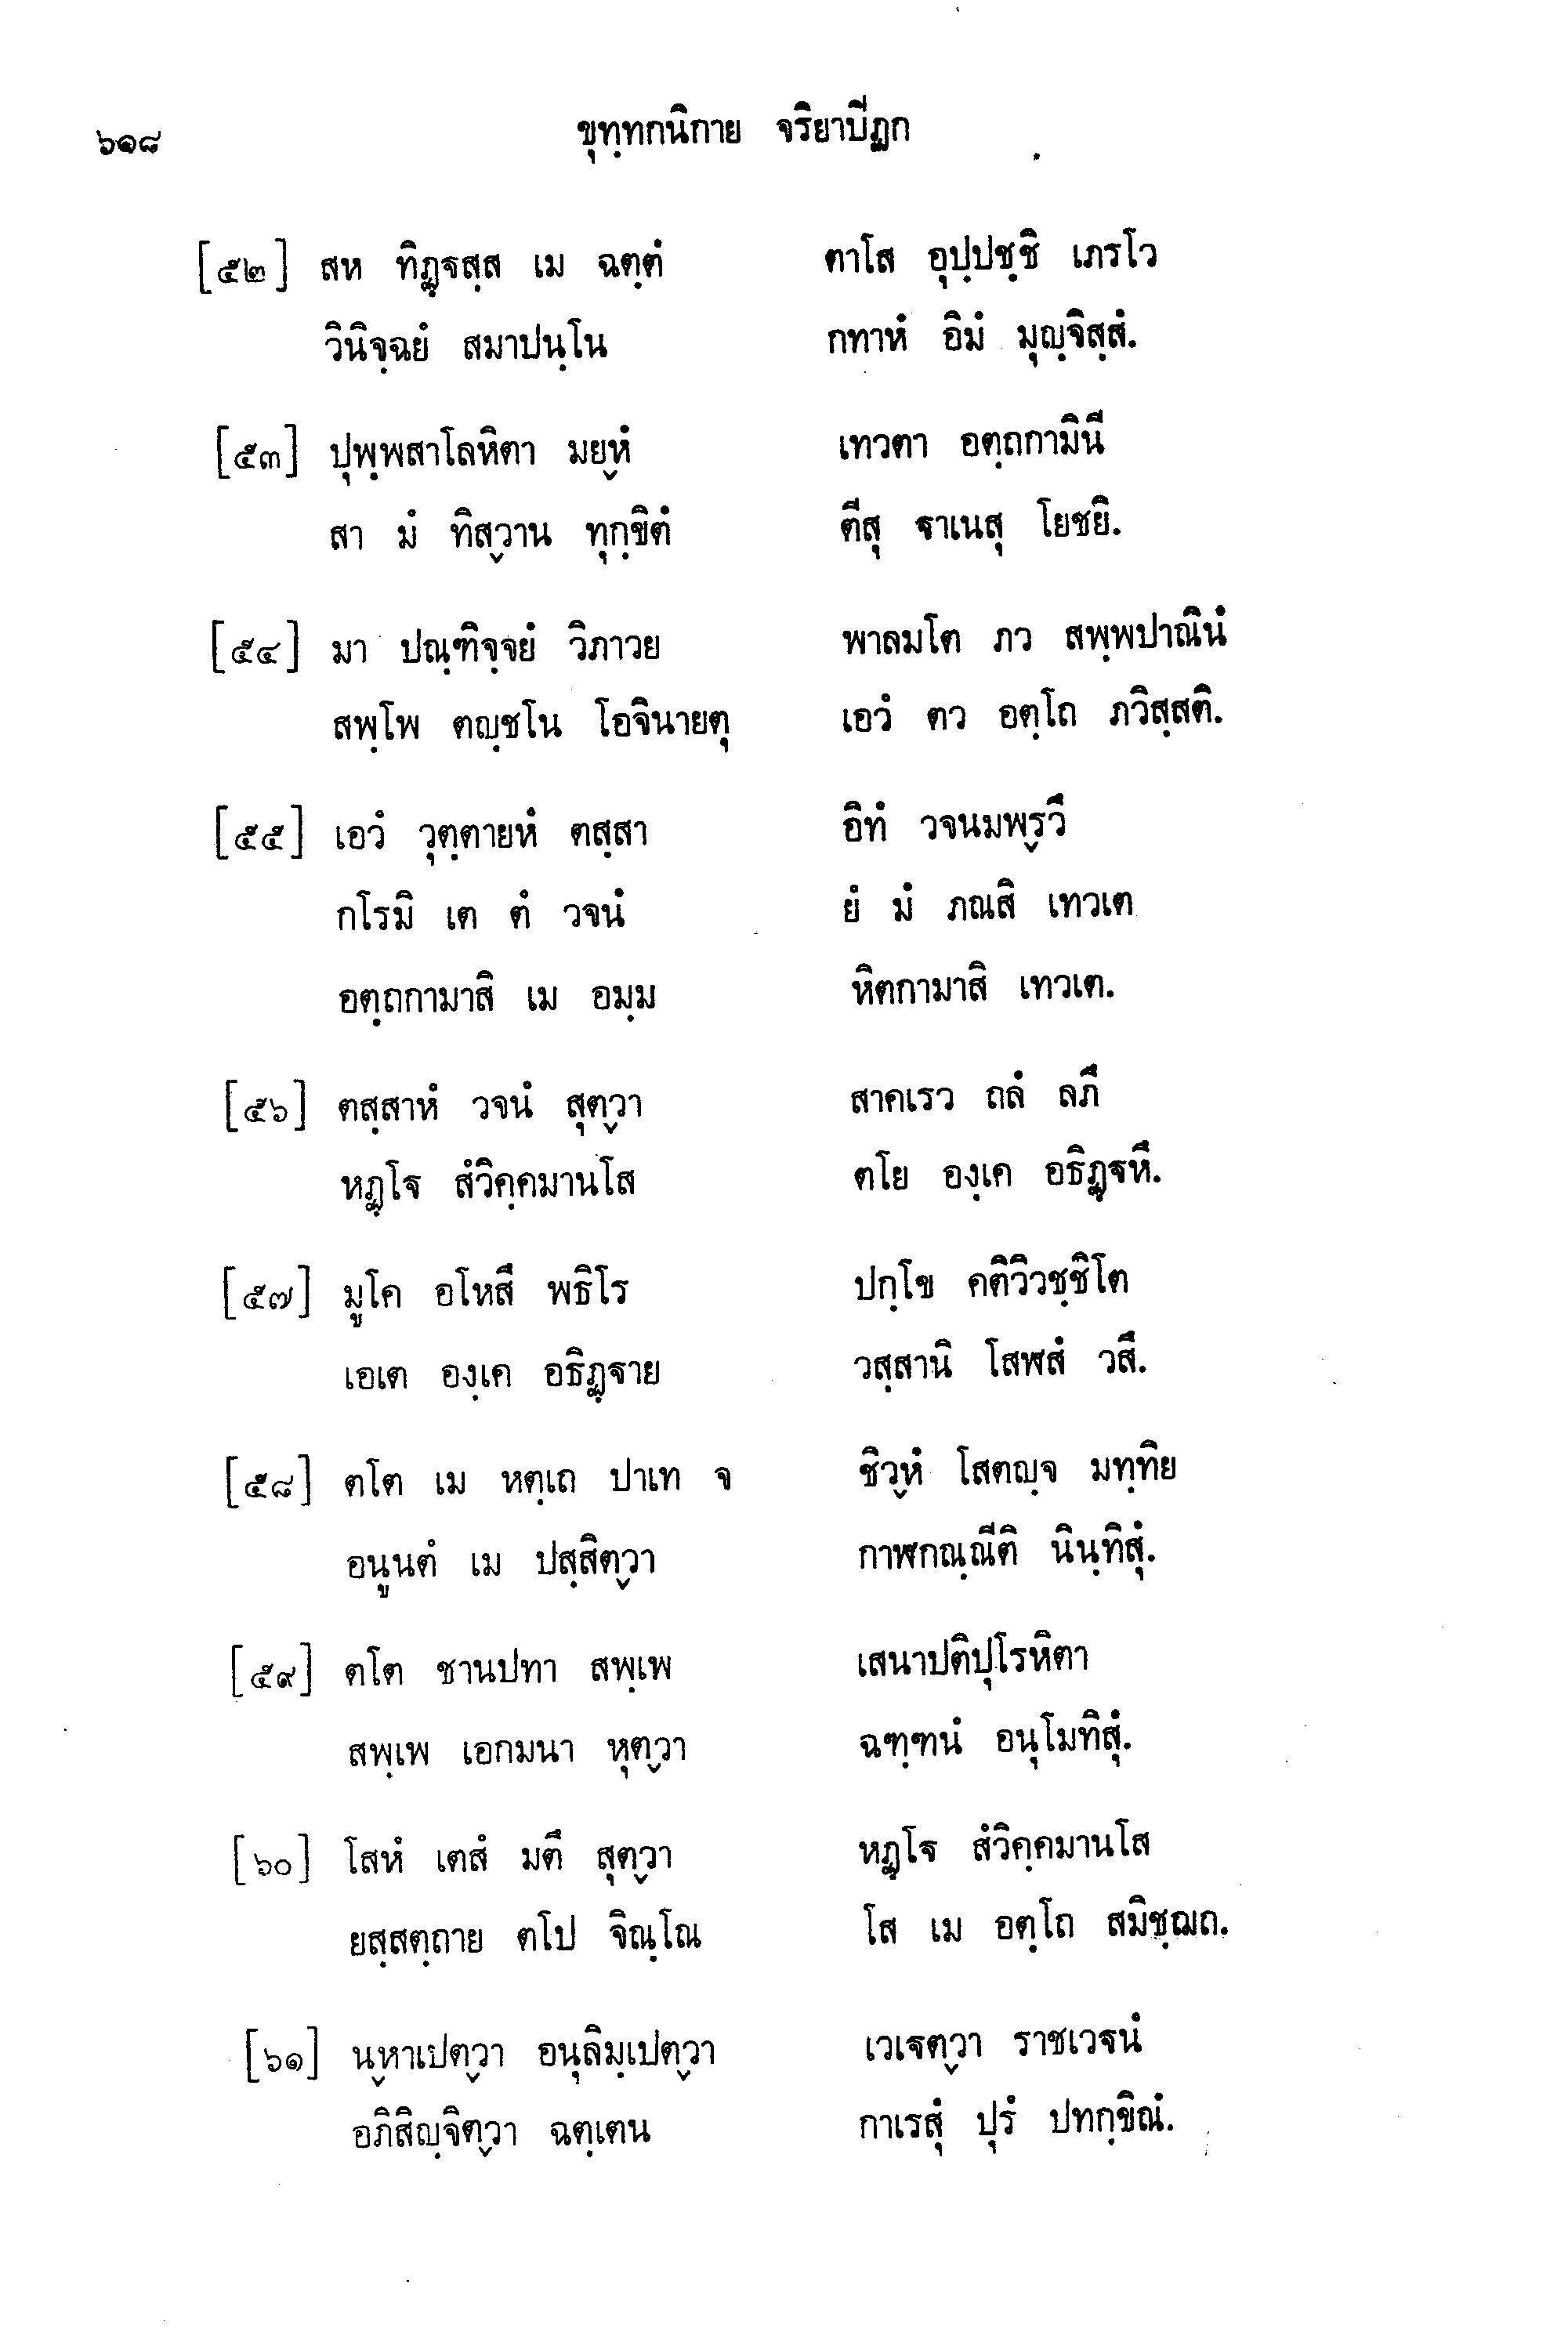 ๖๑๘ ขุทฺทกนิกาย จริยาปีฏก
[๕๒] สห ทิฏฺฐสฺส เม ฉตฺตํ ตาโส อุปฺปชฺชิ เภรโว
วินิจฺฉยํ สมาปนฺโน กทาหํ อิมํ มุญฺจิสฺสํ.
[๕๓] ปุพฺพสาโลหิตา มยฺหํ เทวตา อตฺถกามินี
สา มํ ทิสฺวาน ทุกฺขิตํ ตีสุ ฐาเนสุ โยชยิ.
[๕๔] มา ปณฺฑิจฺจยํ วิภาวย พาลมโต ภว สพฺพปาณินํ
สพฺโพ ตญฺชโน โอจินายตุ เอวํ ตว อตฺโถ ภวิสฺสติ.
[๕๕] เอวํ วุตฺตายหํ ตสฺสา อิทํ วจนมพฺรูวึ
กโรมิ เต ตํ วจนํ ยํ มํ ภณสิ เทวเต
อตฺถกามาสิ เม อมฺม หิตกามาสิ เทวเต.
[๕๖] ตสฺสาหํ วจนํ สุตฺวา สาคเรว ถลํ ลภึ
หฏฺโฐ สํวิคฺคมานโส ตโย องฺเค อธิฏฺฐหึ.
[๕๗] มูโค อโหสึ พธิโร ปกฺโข คติวิวชฺชิโต
เอเต องฺเค อธิฏฺฐาย วสฺสานิ โสฬสํ วสึ.
[๕๘] ตโต เม หตฺเถ ปาเท จ ชิวฺหํ โสตญฺจ มทฺทิย
อนูนตํ เม ปสฺสิตฺวา กาฬกณฺณีติ นินฺทิสุํ.
[๕๙] ตโต ชานปทา สพฺเพ เสนาปติปุโรหิตา
สพฺเพ เอกมนา หุตฺวา ฉฑฺฑนํ อนุโมทิสุํ.
[๖๐] โสหํ เตสํ มตึ สุตฺวา หฏฺโฐ สํวิคฺคมานโส
ยสฺสตฺถาย ตโป จิณฺโณ โส เม อตฺโถ สมิชฺฌถ.
[๖๑] นฺหาเปตฺวา อนุลิมฺเปตฺวา เวเฐตฺวา ราชเวฐนํ
อภิสิญฺจิตฺวา ฉตฺเตน กาเรสุํ ปุรํ ปทกฺขิณํ.